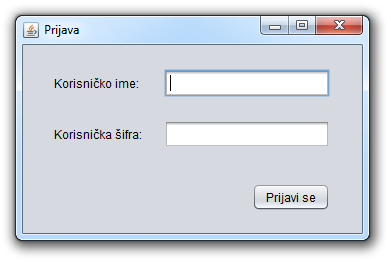 Prijava
Korisničko ime:
Korisnička šifra:
Prijavi se